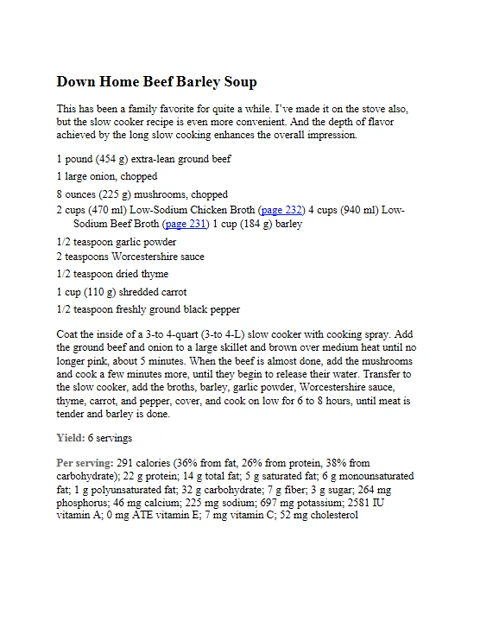 Down Home Beef Barley Soup
This has been a family favorite for quite a while. I've made it on the stove also,
but the slow cooker recipe is even more convenient. And the depth of flavor
achieved by the long slow cooking enhances the overall impression.
1 pound (454 g) extra-lean ground beef
1 large onion, chopped
8 ounces (225 g) mushrooms, chopped
2 cups (470 ml) Low-Sodium Chicken Broth (page 232) 4 cups (940 ml) Low-
Sodium Beef Broth (page 231) 1 cup (184 g) barley
1/2 teaspoon garlic powder
2 teaspoons Worcestershire sauce
1/2 teaspoon dried thyme
1 cup (110 g) shredded carrot
1/2 teaspoon freshly ground black pepper
Coat the inside of a 3-to 4-quart (3-to 4-L) slow cooker with cooking spray. Add
the ground beef and onion to a large skillet and brown over medium heat until no
longer pink, about 5 minutes. When the beef is almost done, add the mushrooms
and cook a few minutes more, until they begin to release their water. Transfer to
the slow cooker, add the broths, barley, garlic powder, Worcestershire sauce,
thyme, carrot, and pepper, cover, and cook on low for 6 to 8 hours, until meat is
tender and barley is done.
Yield: 6 servings
Per serving: 291 calories (36% from fat, 26% from protein, 38% from
carbohydrate); 22 g protein; 14 g total fat; 5 g saturated fat; 6 g monounsaturated
fat; 1 g polyunsaturated fat; 32 g carbohydrate; 7 g fiber; 3 g sugar; 264 mg
phosphorus; 46 mg calcium; 225 mg sodium; 697 mg potassium; 2581 IU
vitamin A; 0 mg ATE vitamin E; 7 mg vitamin C; 52 mg cholesterol